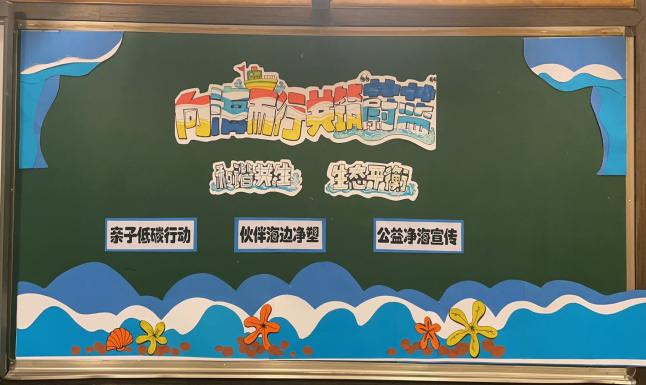 向海而行共筑“蔚蓝“
和谐共生 生态平衡
亲子低碳行动 伙伴海边净塑 公益净海宣传